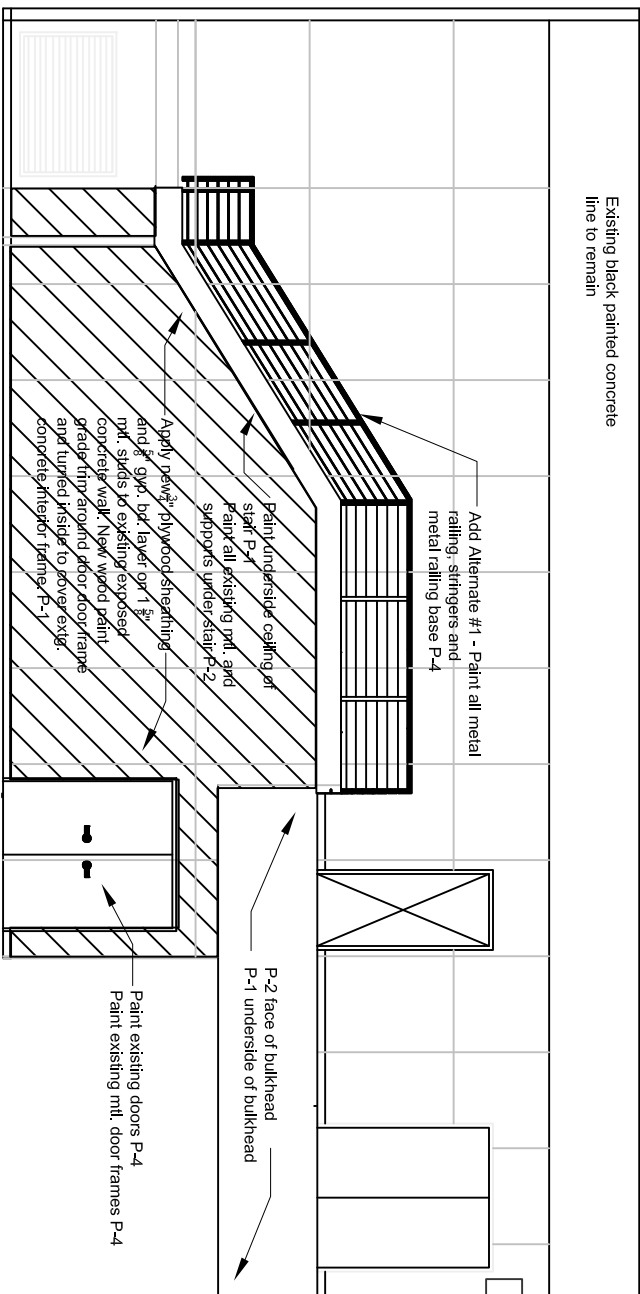 Existing black painted concrete
line to remain
Add Alternate #1 - Paint all metal
railing, stringers and
metal railing base P-4
Paint underside ceiling of
stair P-1
Paint all existing mtl. and
supports under stair P-2
Apply new 3/4" plywood sheathing
and 5/8" gyp. bd. layer on 1 5/8"
mtl. studs to existing exposed
concrete wall. New wood paint
grade trim around door door frame
and turned inside to cover extg.
concrete interior frame. P-1
P-2 face of bulkhead
P-1 underside of bulkhead
Paint existing doors P-4
Paint existing mtl. door frames P-4